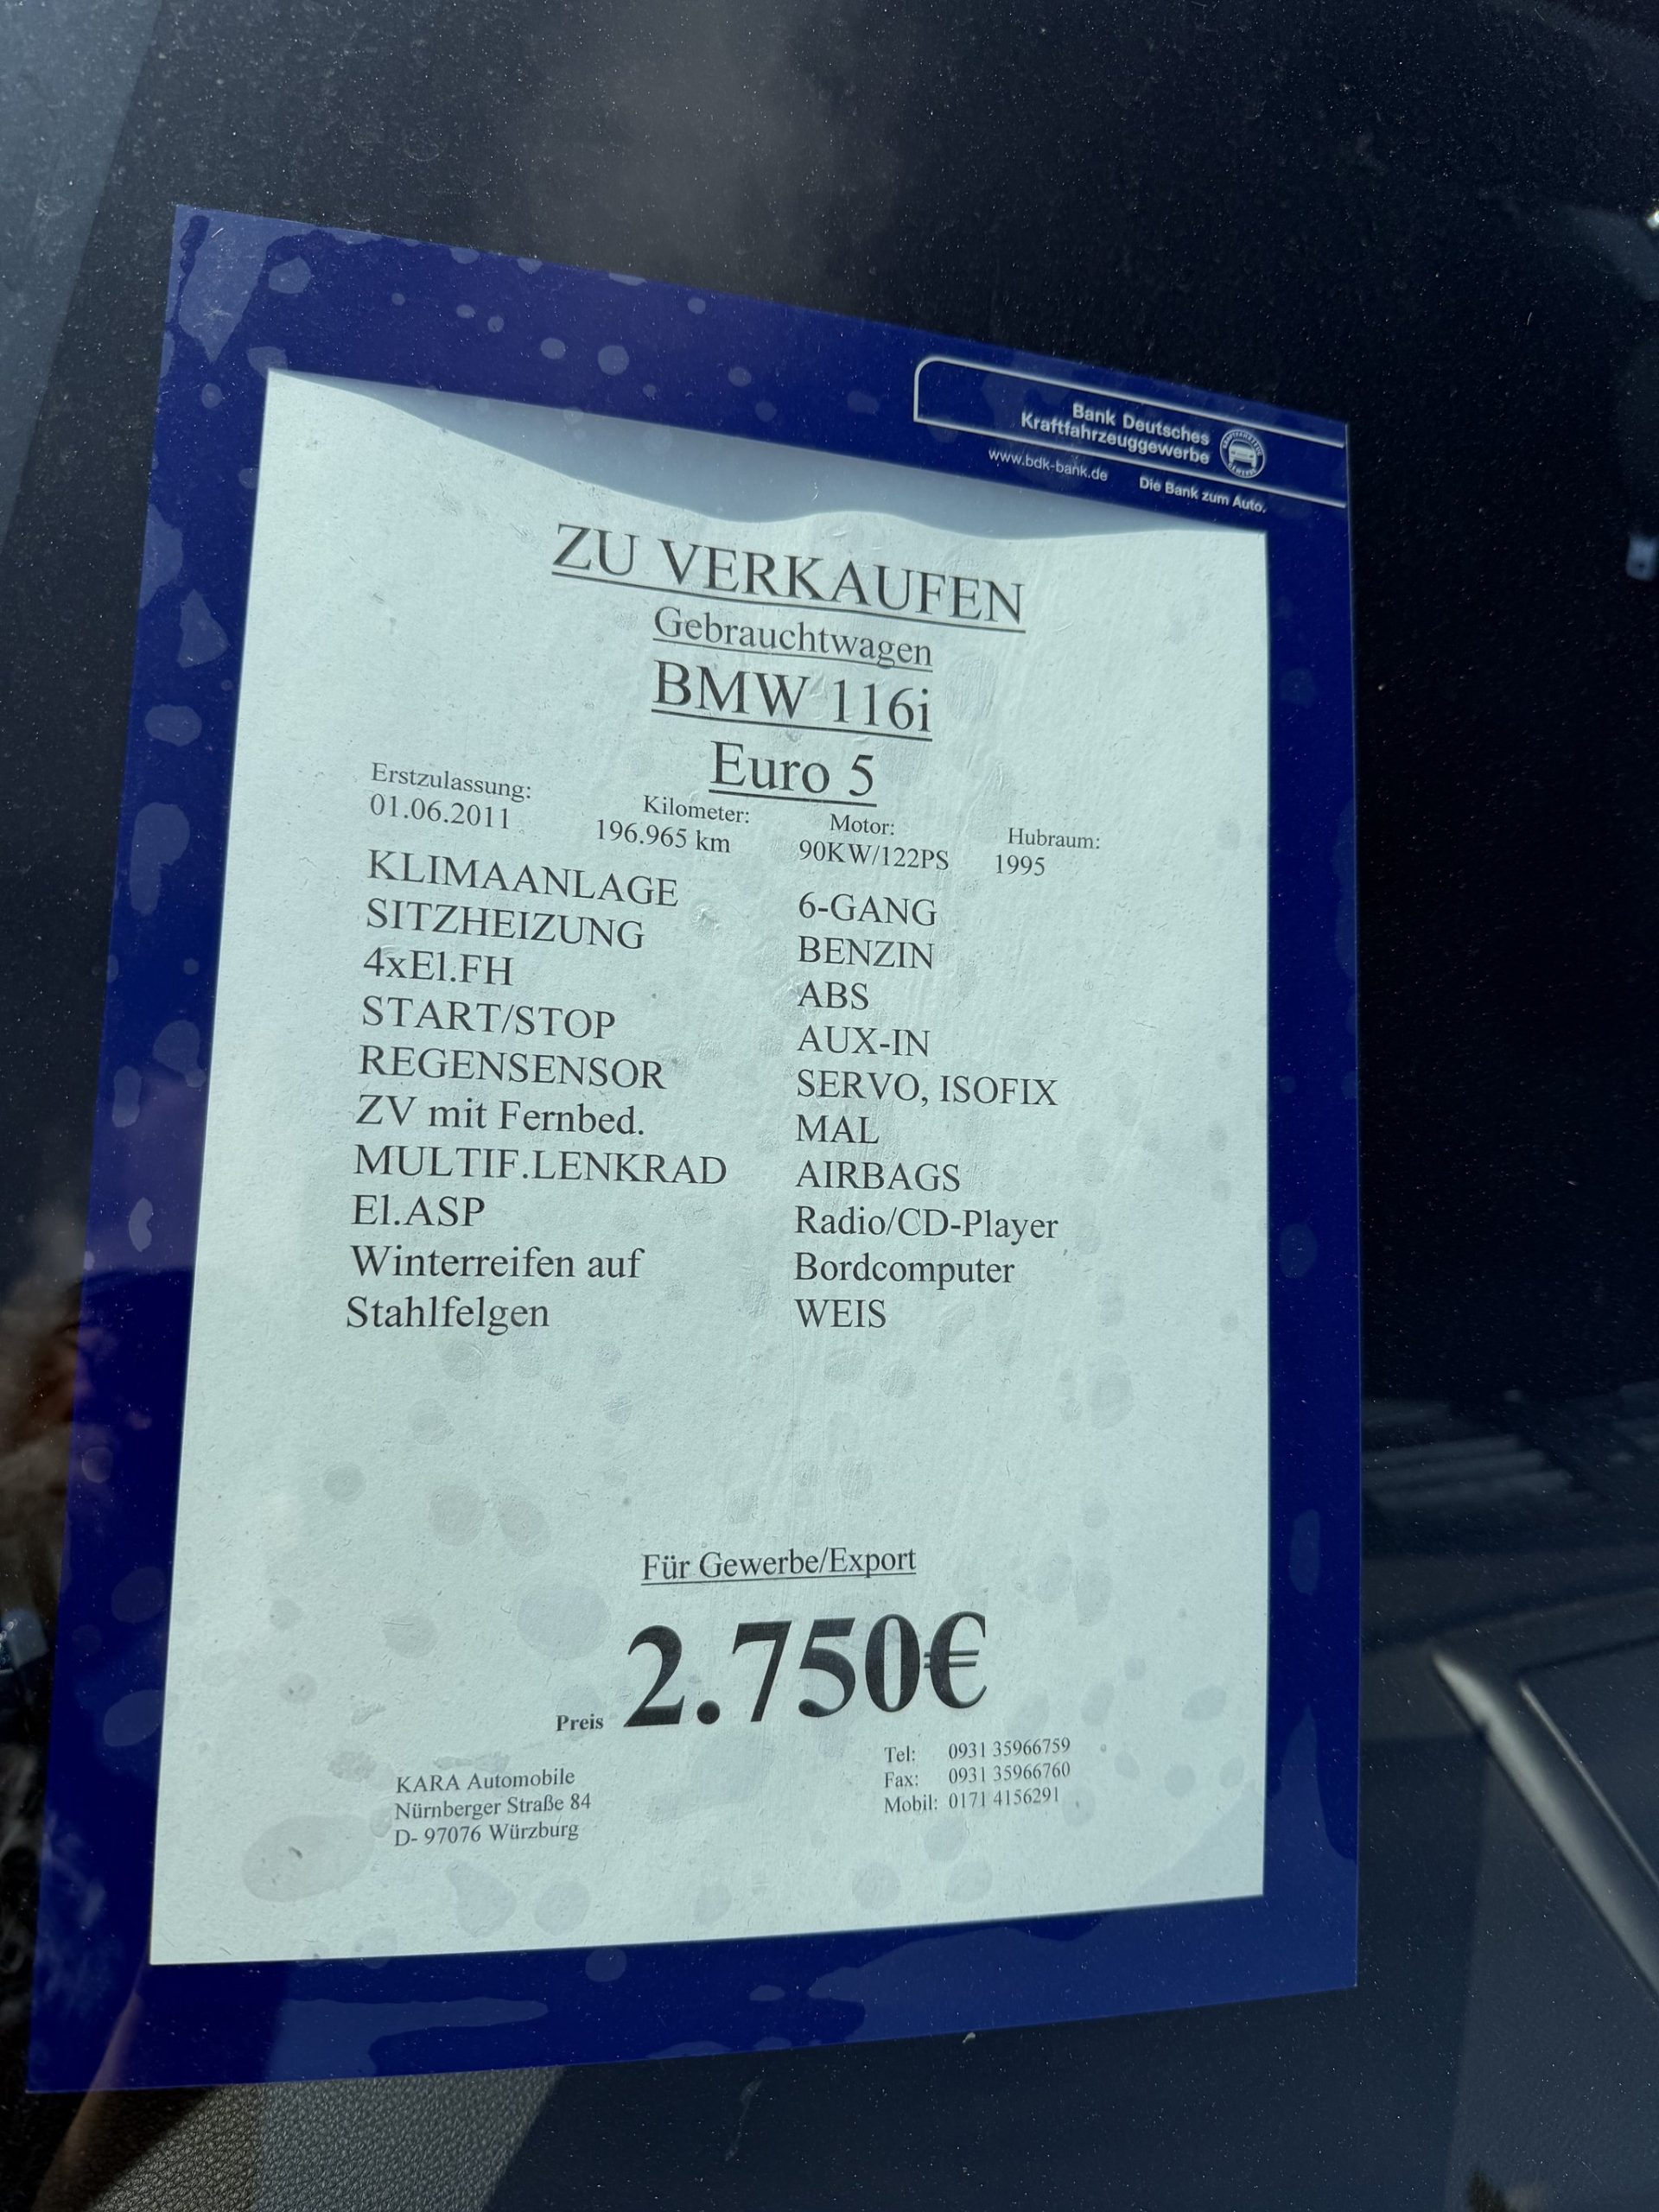 Bank Deutsches
Kraftfahrzeuggewerbe
www.bdk-bank.de Die Bank zum Auto.
ZU VERKAUFEN
Gebrauchtwagen
BMW 116i
Euro 5
Erstzulassung: Kilometer: Motor: Hubraum:
01.06.2011 196.965 km 90KW/122PS 1995
KLIMAANLAGE 6-GANG
SITZHEIZUNG BENZIN
4xEl.FH ABS
START/STOP AUX-IN
REGENSENSOR SERVO, ISOFIX
ZV mit Fernbed. MAL
MULTIF.LENKRAD AIRBAGS
El.ASP Radio/CD-Player
Winterreifen auf Bordcomputer
Stahlfelgen WEIS
Für Gewerbe/Export
Preis 2.750€
KARA Automobile Tel: 0931 35966759
Nürnberger Straße 84 Fax: 0931 35966760
D- 97076 Würzburg Mobil: 0171 4156291